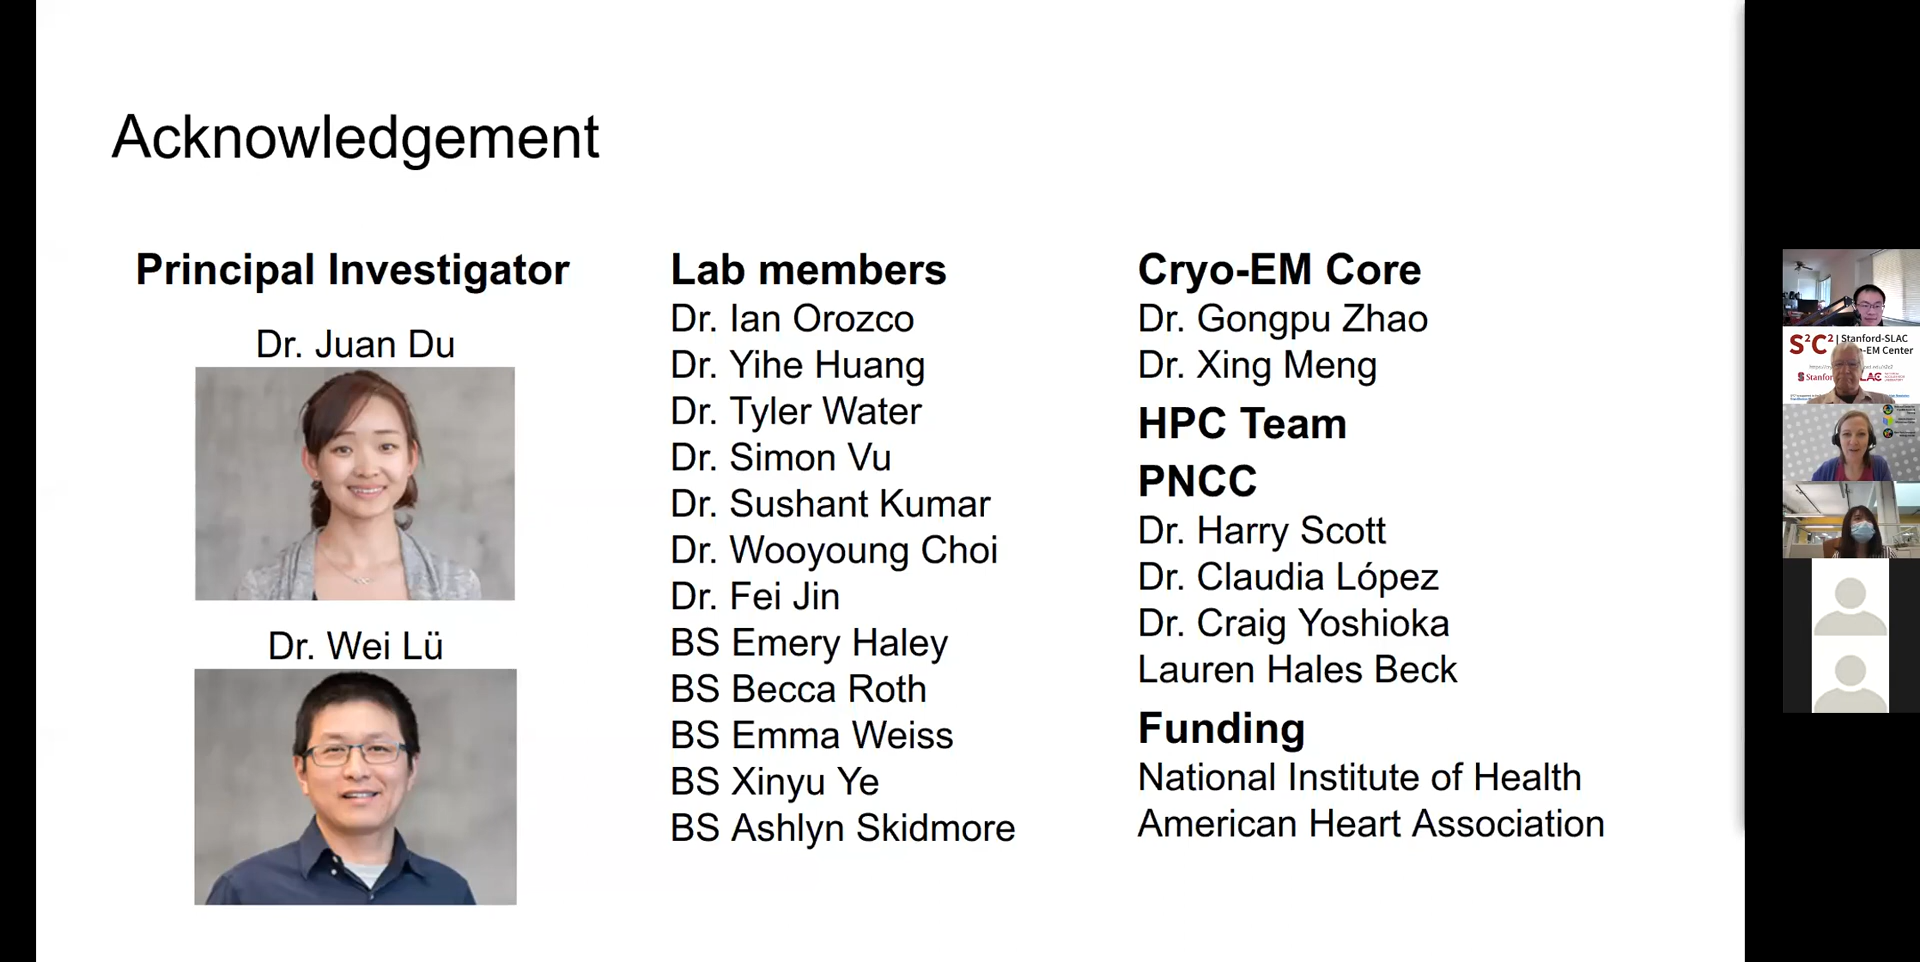 Acknowledgement
Principal Investigator
Dr. Juan Du
Dr. Wei Lü
Lab members
Dr. Ian Orozco
Dr. Yihe Huang
Dr. Tyler Water
Dr. Simon Vu
Dr. Sushant Kumar
Dr. Wooyoung Choi
Dr. Fei Jin
BS Emery Haley
BS Becca Roth
BS Emma Weiss
BS Xinyu Ye
BS Ashlyn Skidmore
Cryo-EM Core
Dr. Gongpu Zhao
Dr. Xing Meng
HPC Team
PNCC
Dr. Harry Scott
Dr. Claudia López
Dr. Craig Yoshioka
Lauren Hales Beck
Funding
National Institute of Health
American Heart Association
S²C² | Stanford-SLAC
-EM Center